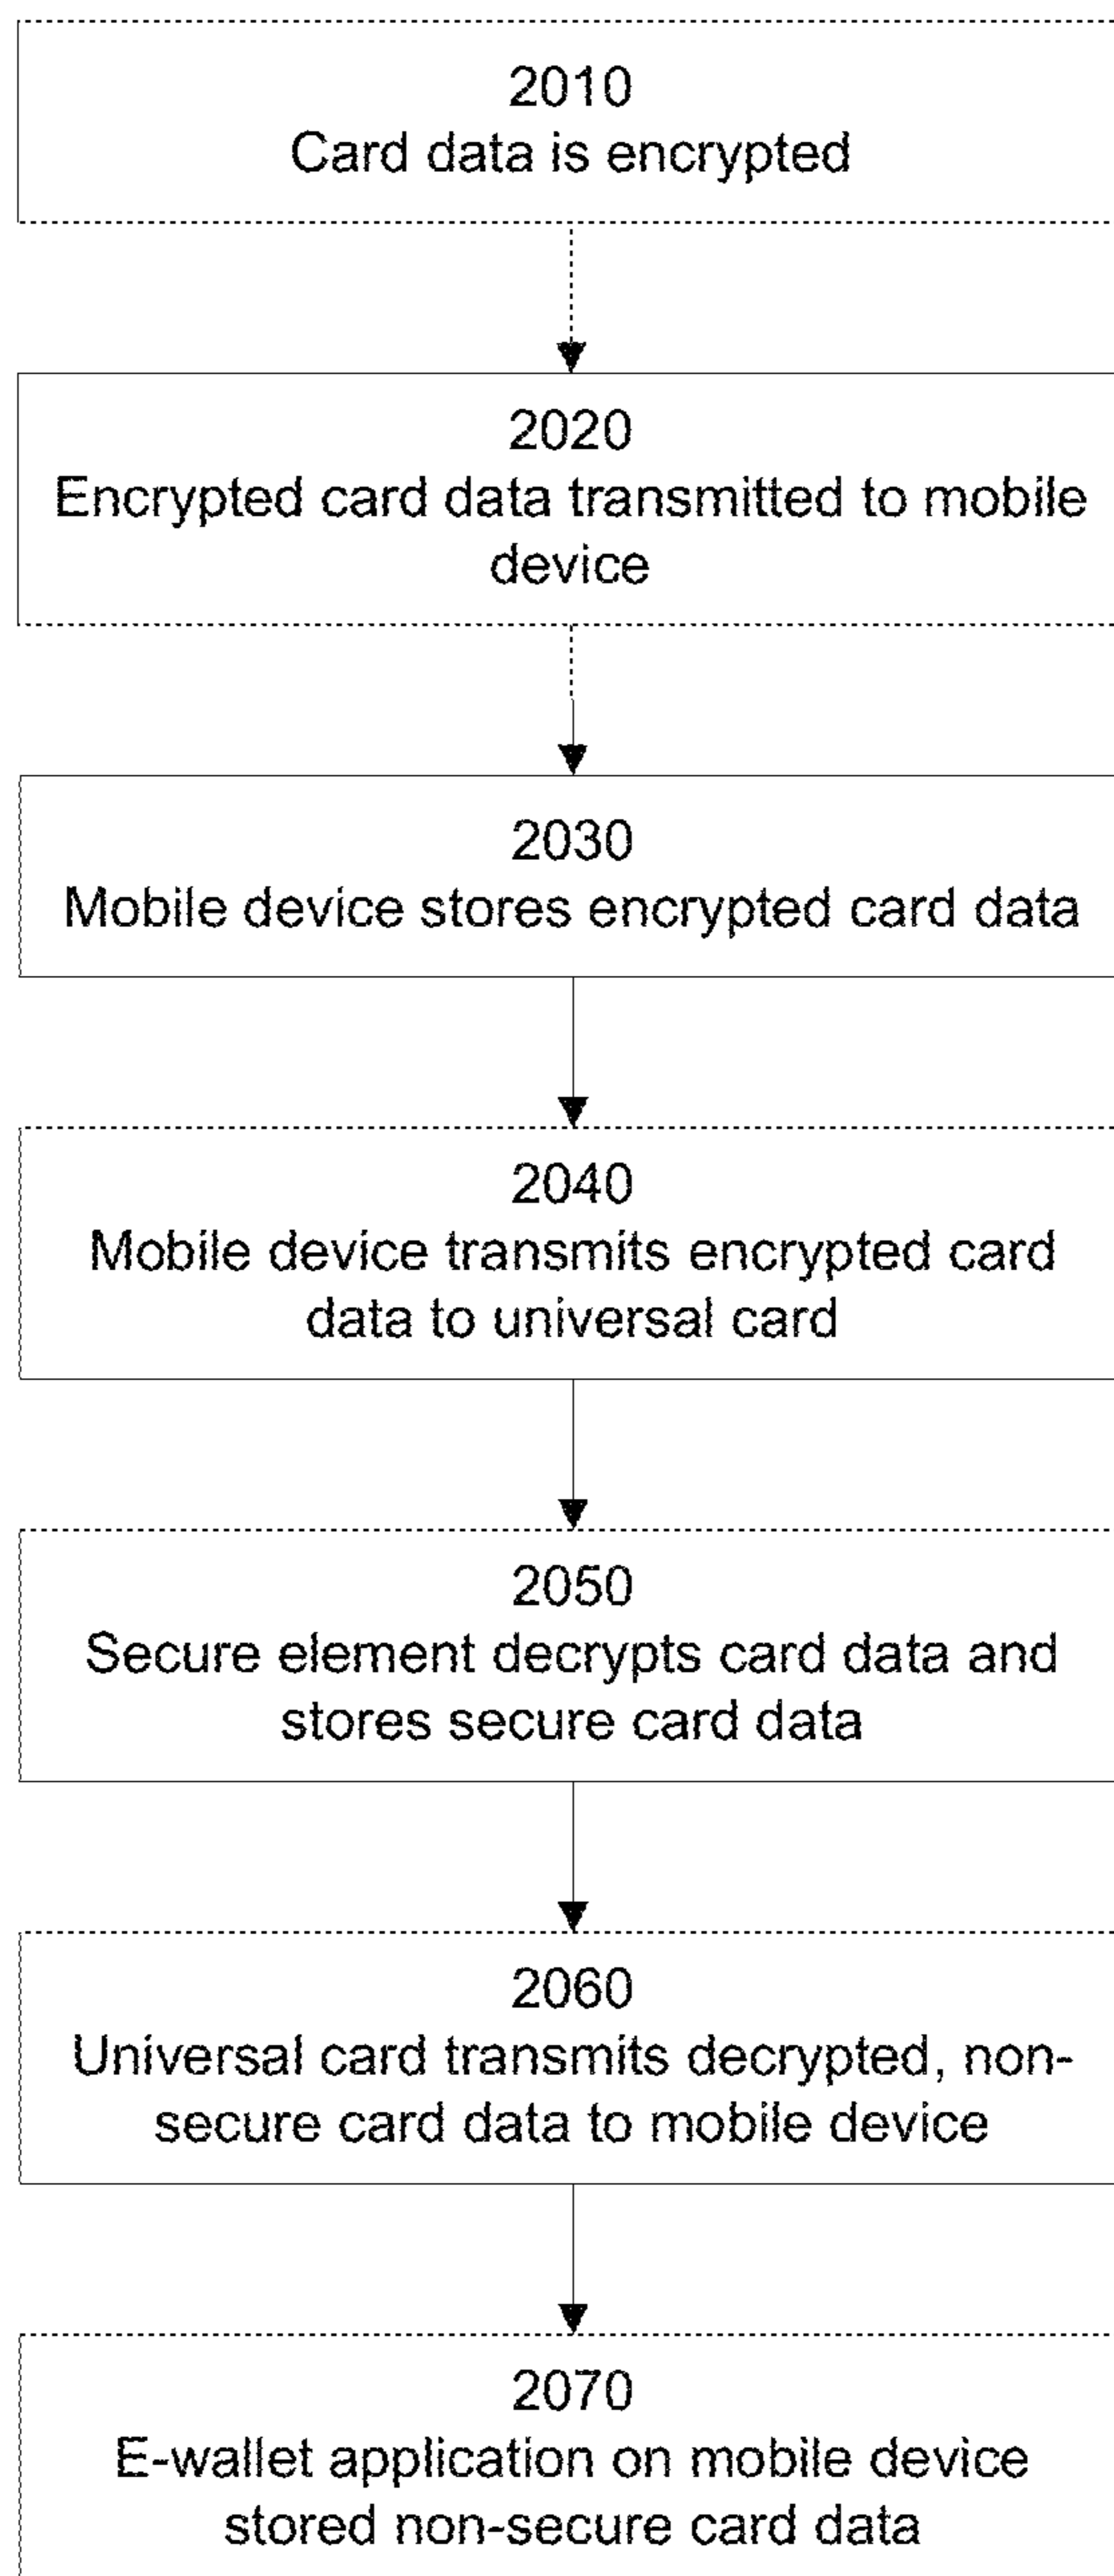 2010
Card data is encrypted
2020
Encrypted card data transmitted to mobile
device
2030
Mobile device stores encrypted card data
2040
Mobile device transmits encrypted card
data to universal card
2050
Secure element decrypts card data and
stores secure card data
2060
Universal card transmits decrypted, non-
secure card data to mobile device
2070
E-wallet application on mobile device
stored non-secure card data